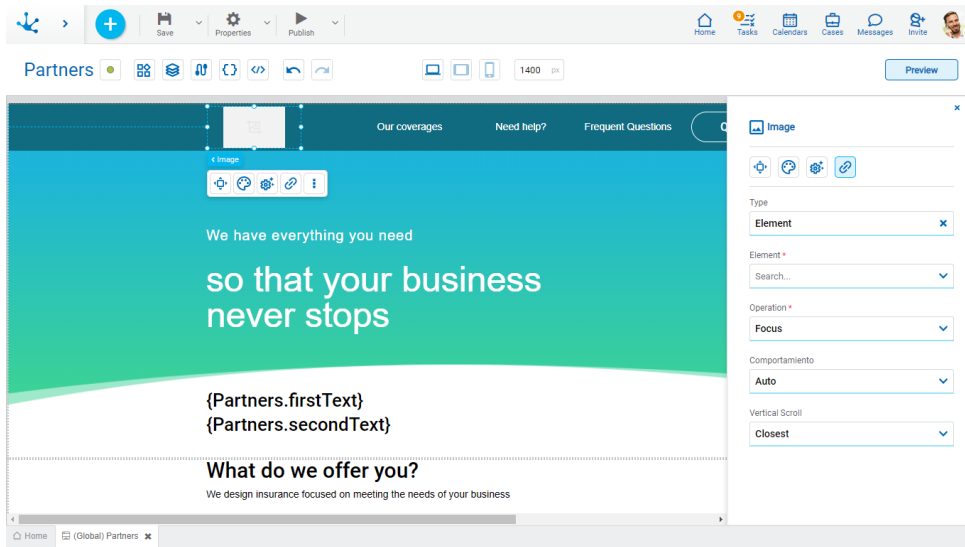 Save
Properties
Publish
Home
9
Tasks
Calendars
Cases
Messages
Invite
Partners
1400 px
Preview
Our coverages
Need help?
Frequent Questions
Image
Image
Type
Element
Element *
Search...
Operation *
Focus
Comportamiento
Auto
Vertical Scroll
Closest
We have everything you need
so that your business
never stops
{Partners.firstText}
{Partners.secondText}
What do we offer you?
We design insurance focused on meeting the needs of your business
Home
(Global) Partners